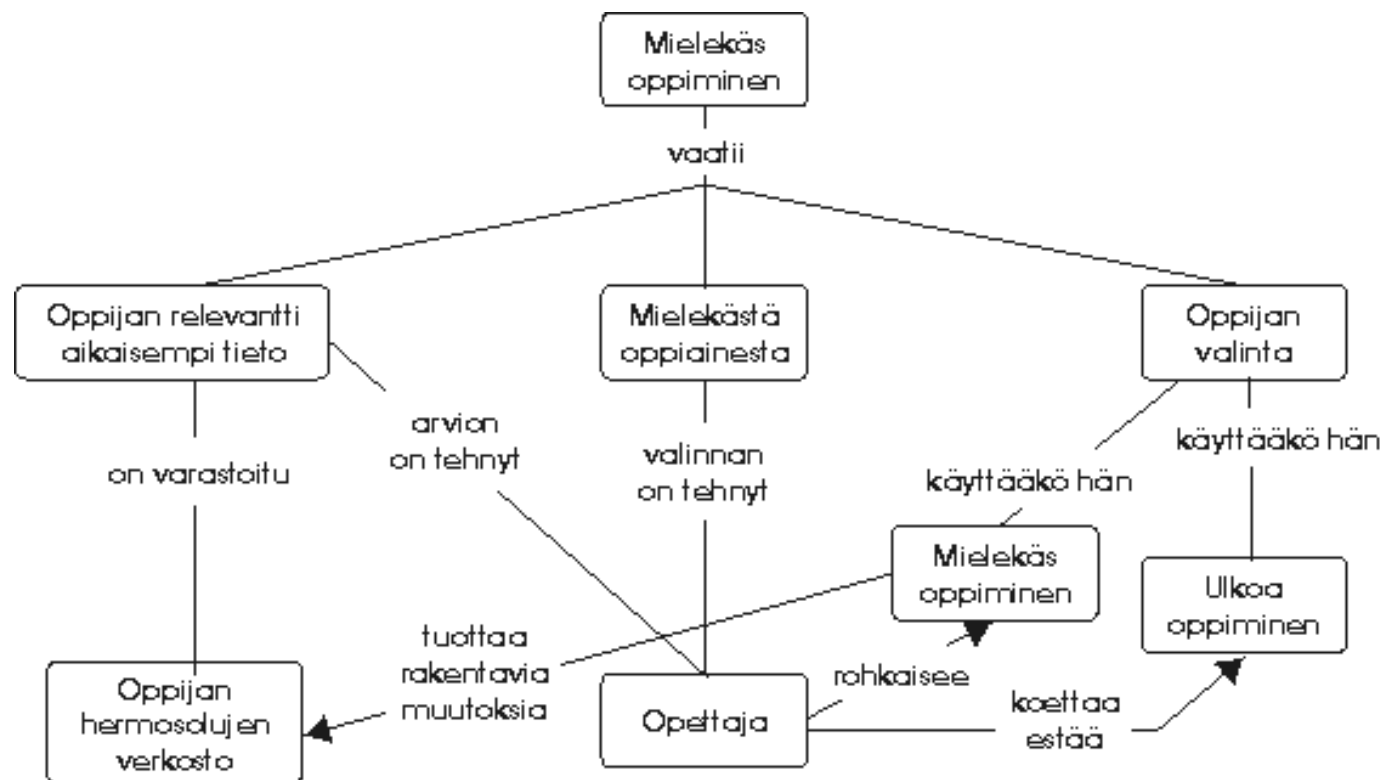 Mielekäs
oppiminen
vaatii
Oppijan relevantti
aikaisempi tieto
Mielekästä
oppiainesta
Oppijan
valinta
arvion
on tehnyt
on varastoitu
valinnan
on tehnyt
käyttääkö hän
käyttääkö hän
Mielekäs
oppiminen
Ulkoa
oppiminen
tuottaa
rakentavia
muutoksia
rohkaisee
koettaa
estää
Oppijan
hermosolujen
verkosto
Opettaja